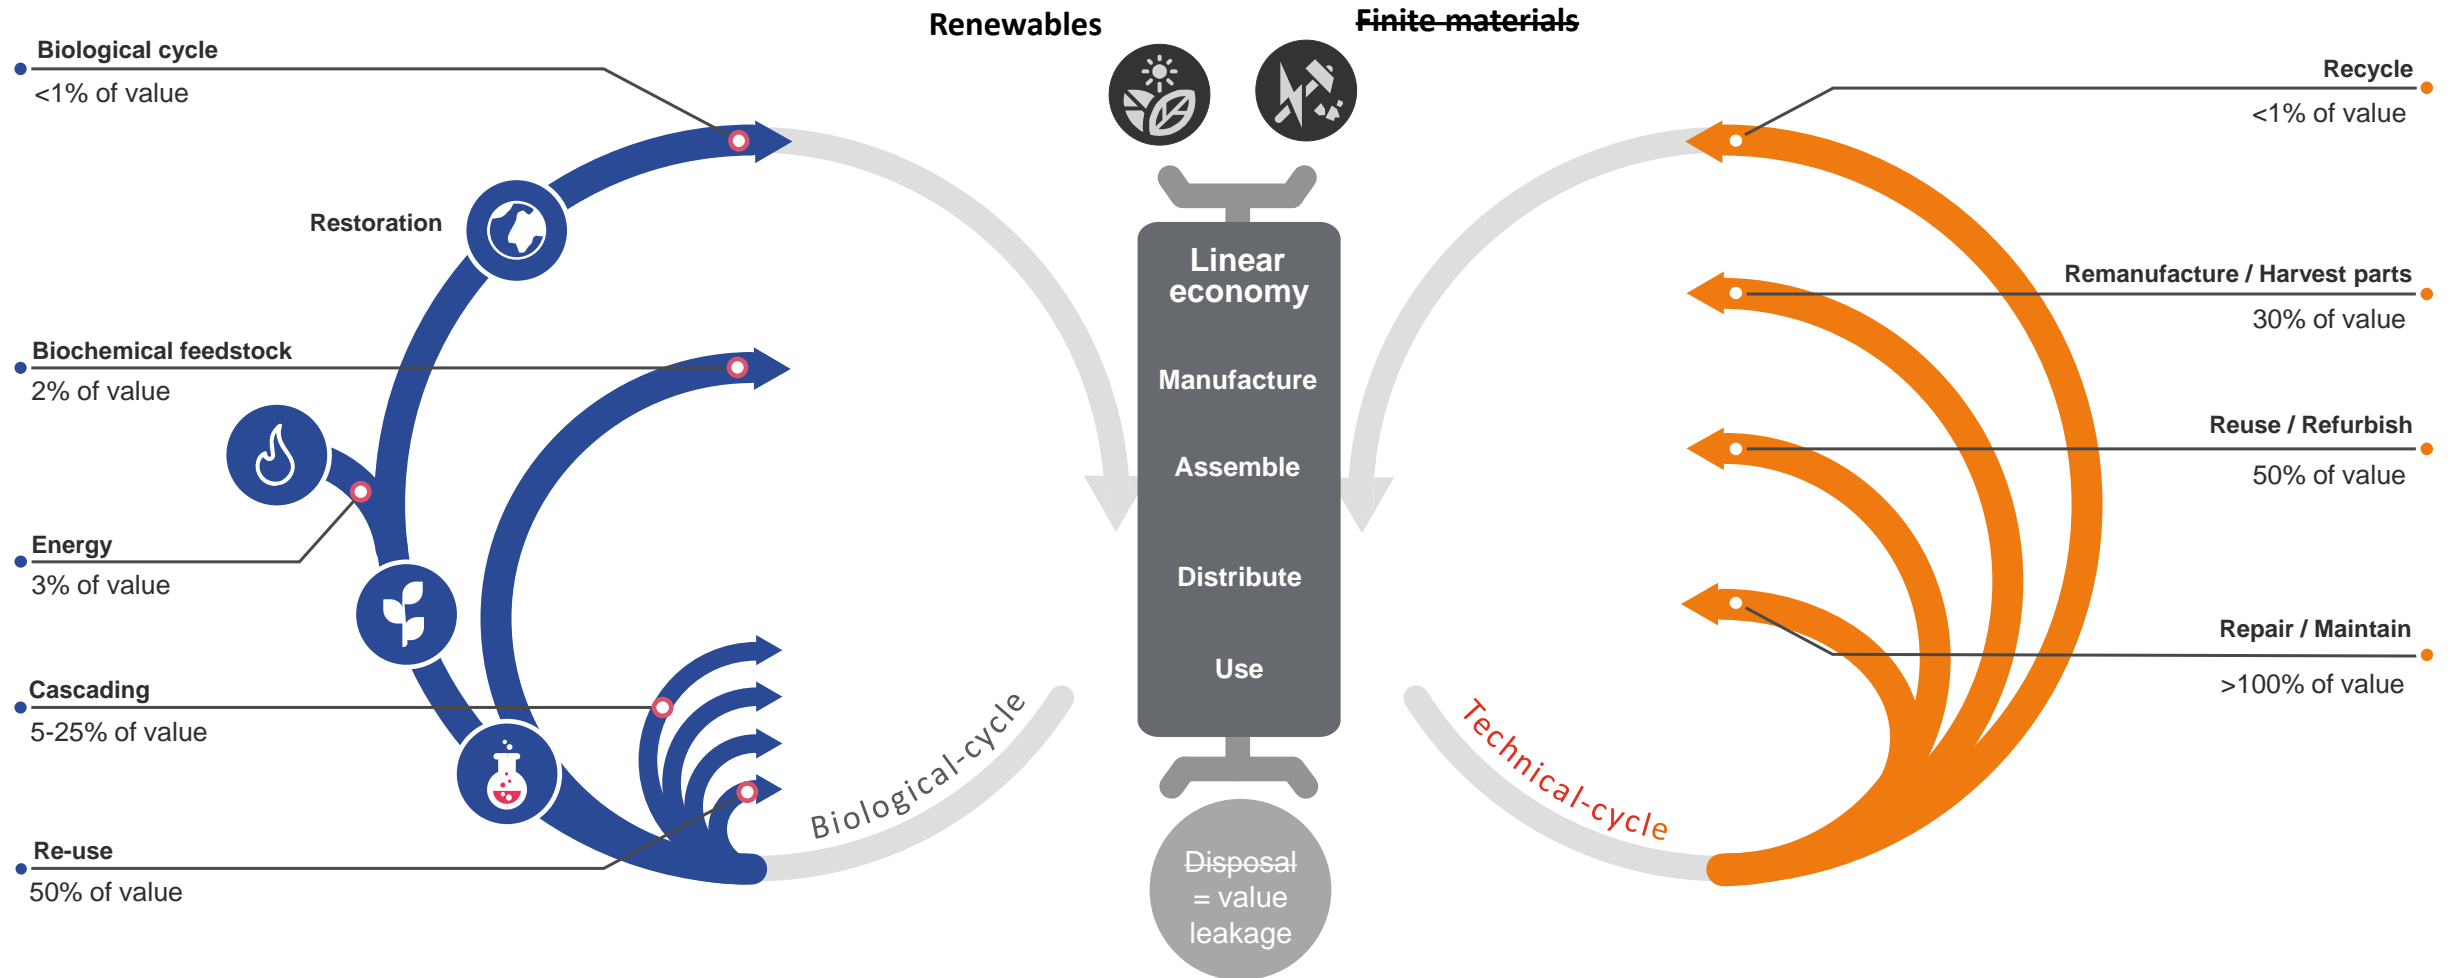 Renewables
Finite materials
Biological cycle
<1% of value
Restoration
Biochemical feedstock
2% of value
Energy
3% of value
Cascading
5-25% of value
Re-use
50% of value
Biological-cycle
Linear
economy
Manufacture
Assemble
Distribute
Use
Disposal
= value
leakage
Technical-cycle
Recycle
<1% of value
Remanufacture / Harvest parts
30% of value
Reuse / Refurbish
50% of value
Repair / Maintain
>100% of value